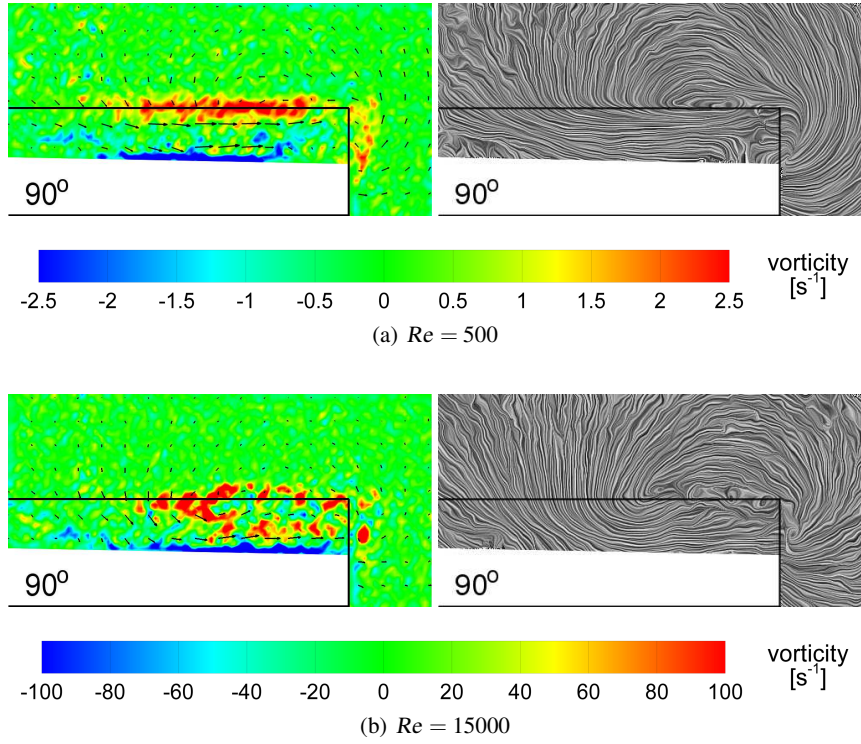 90°
-2.5 -2 -1.5 -1 -0.5 0 0.5 1 1.5 2 2.5
vorticity
[s⁻¹]
(a) Re = 500
90°
-100 -80 -60 -40 -20 0 20 40 60 80 100
vorticity
[s⁻¹]
(b) Re = 15000